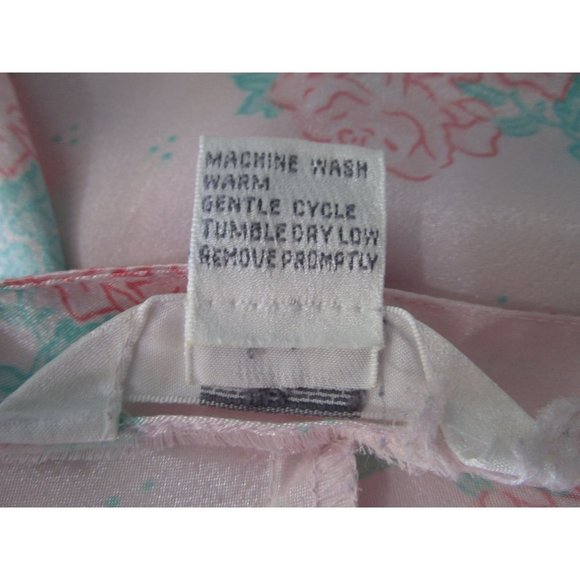 MACHINE WASH
WARM
GENTLE CYCLE
TUMBLE DRY LOW
REMOVE PROMPTLY